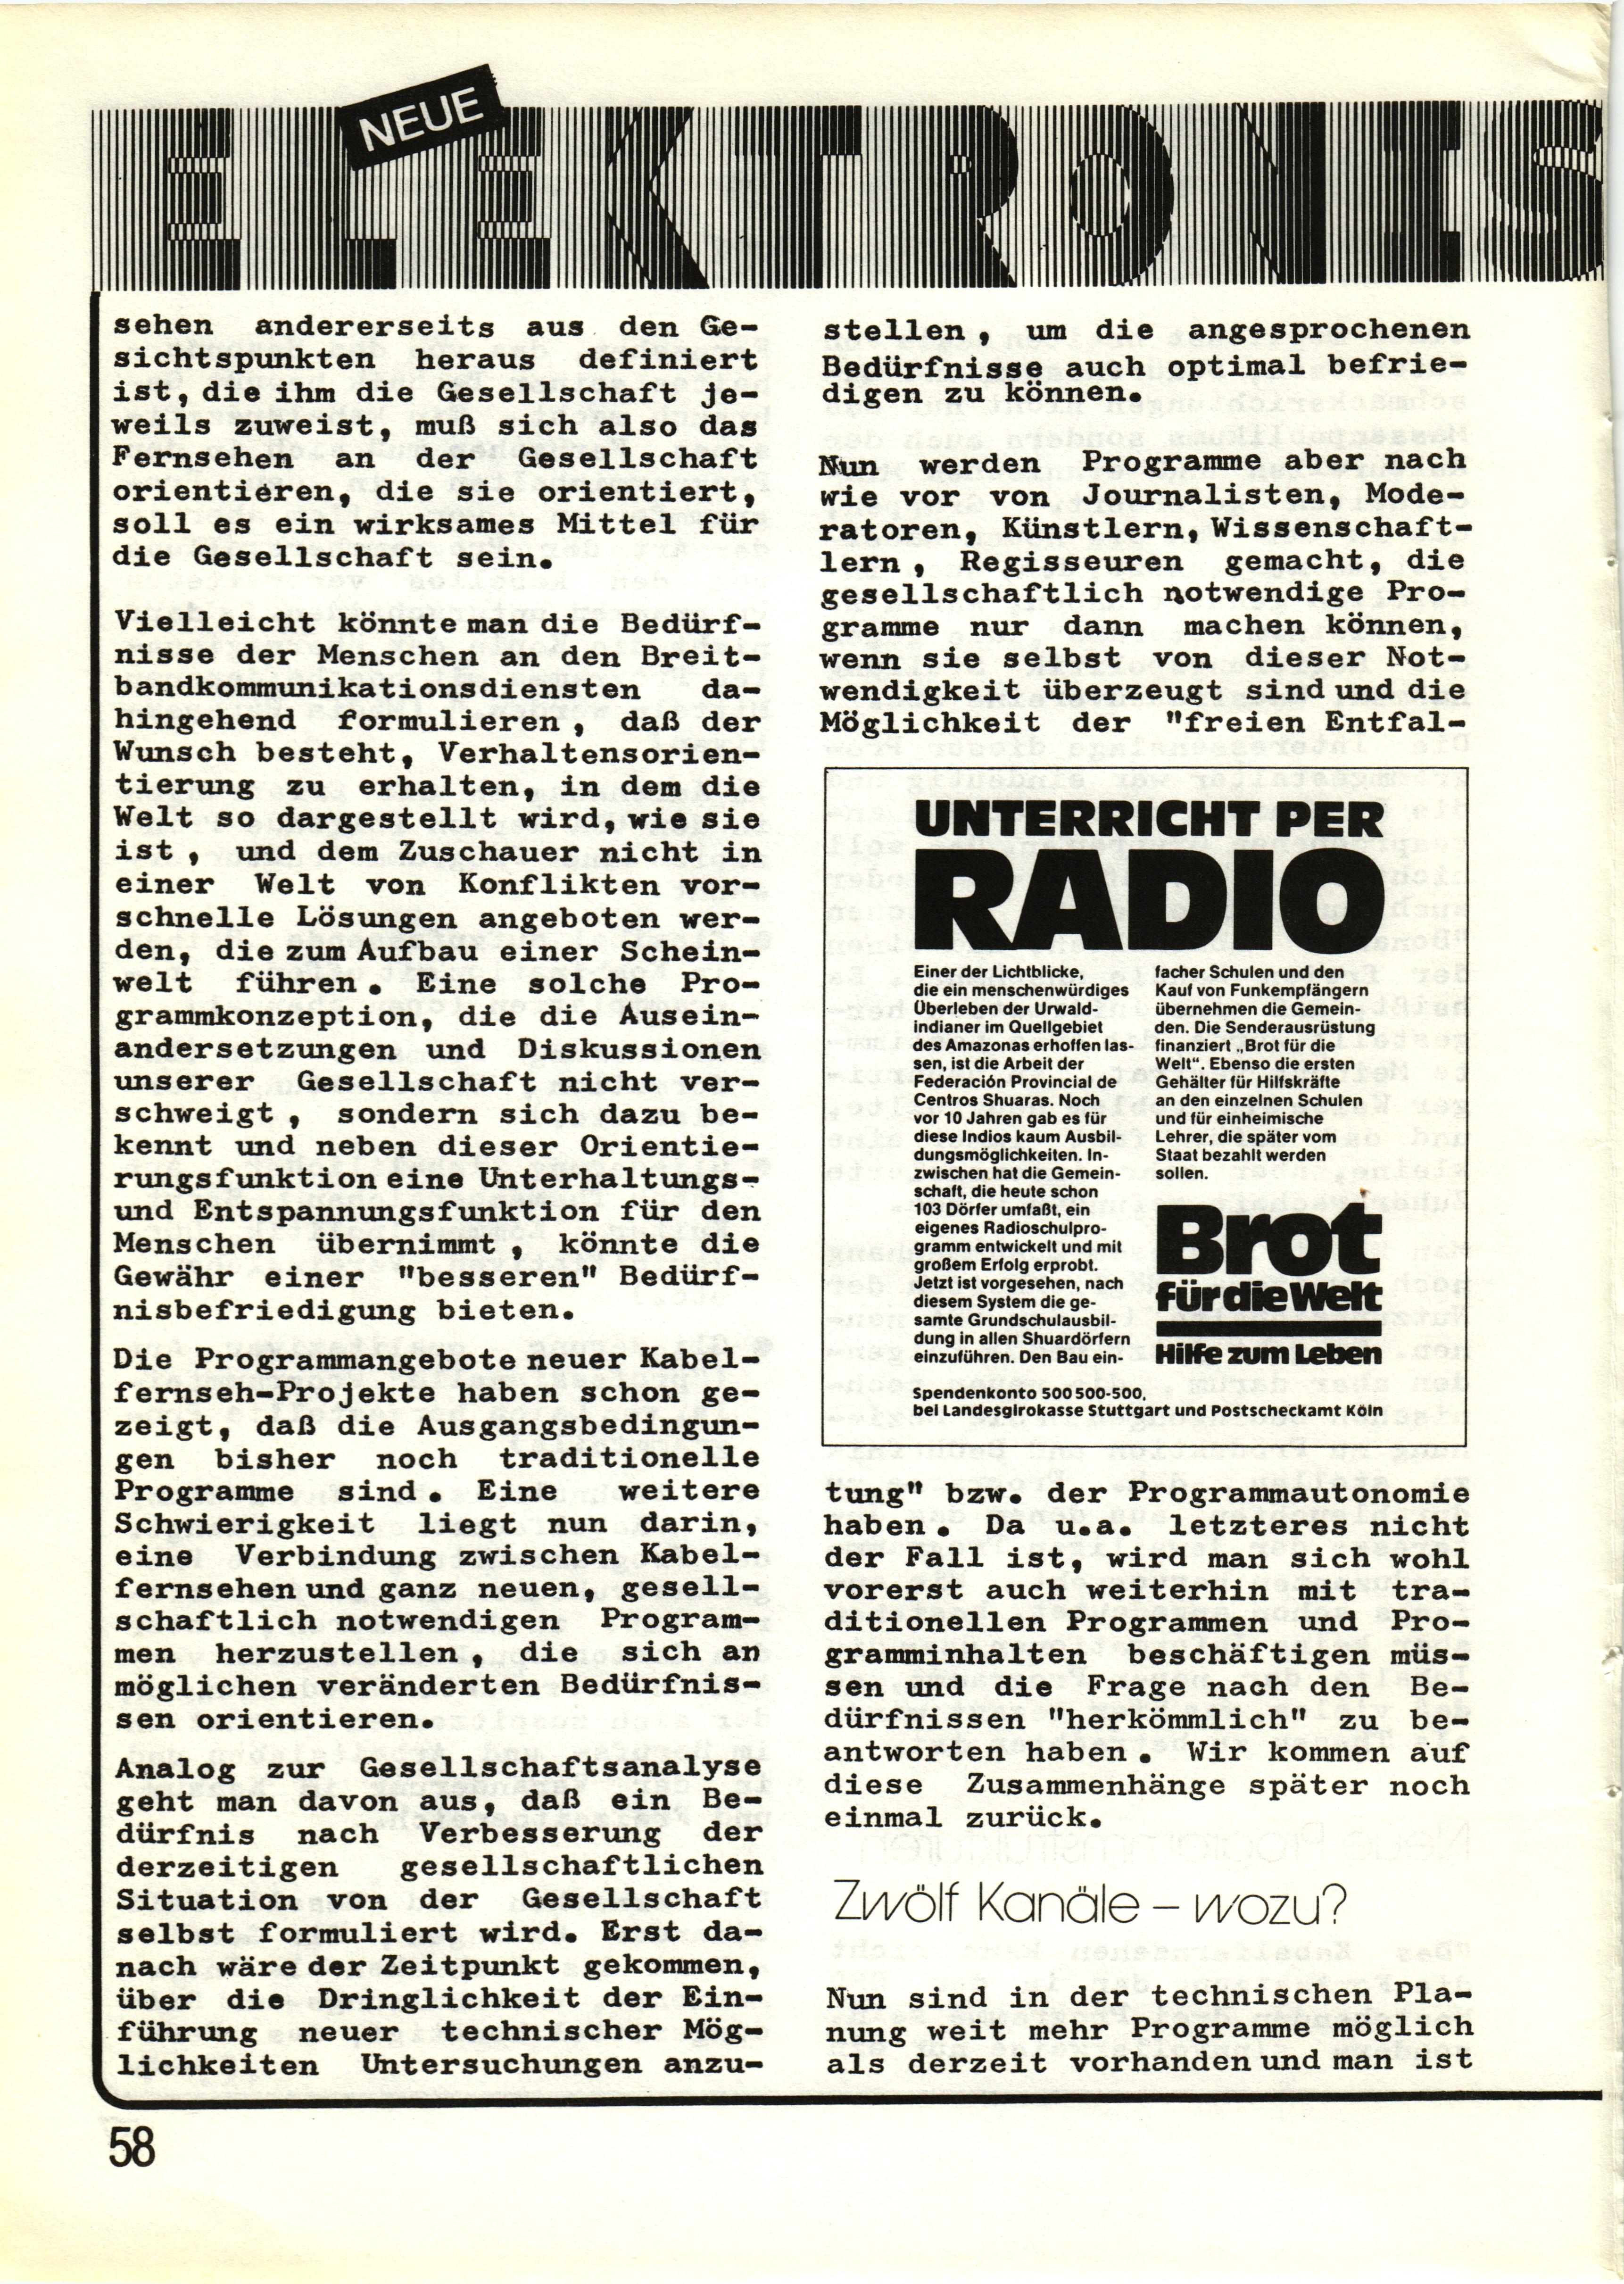 NEUE
ELEKTRONIS
sehen andererseits aus den Ge-
sichtspunkten heraus definiert
ist, die ihm die Gesellschaft je-
weils zuweist, muß sich also das
Fernsehen an der Gesellschaft
orientieren, die sie orientiert,
soll es ein wirksames Mittel für
die Gesellschaft sein.
Vielleicht könnte man die Bedürf-
nisse der Menschen an den Breit-
bandkommunikationsdiensten da-
hingehend formulieren, daß der
Wunsch besteht, Verhaltensorien-
tierung zu erhalten, in dem die
Welt so dargestellt wird, wie sie
ist, und dem Zuschauer nicht in
einer Welt von Konflikten vor-
schnelle Lösungen angeboten wer-
den, die zum Aufbau einer Schein-
welt führen. Eine solche Pro-
grammkonzeption, die die Ausein-
andersetzungen und Diskussionen
unserer Gesellschaft nicht ver-
schweigt, sondern sich dazu be-
kennt und neben dieser Orientie-
rungsfunktion eine Unterhaltungs-
und Entspannungsfunktion für den
Menschen übernimmt, könnte die
Gewähr einer "besseren" Bedürf-
nisbefriedigung bieten.
Die Programmangebote neuer Kabel-
fernseh-Projekte haben schon ge-
zeigt, daß die Ausgangsbedingun-
gen bisher noch traditionelle
Programme sind. Eine weitere
Schwierigkeit liegt nun darin,
eine Verbindung zwischen Kabel-
fernsehen und ganz neuen, gesell-
schaftlich notwendigen Program-
men herzustellen, die sich an
möglichen veränderten Bedürfnis-
sen orientieren.
Analog zur Gesellschaftsanalyse
geht man davon aus, daß ein Be-
dürfnis nach Verbesserung der
derzeitigen gesellschaftlichen
Situation von der Gesellschaft
selbst formuliert wird. Erst da-
nach wäre der Zeitpunkt gekommen,
über die Dringlichkeit der Ein-
führung neuer technischer Mög-
lichkeiten Untersuchungen anzu-
stellen, um die angesprochenen
Bedürfnisse auch optimal befrie-
digen zu können.
Nun werden Programme aber nach
wie vor von Journalisten, Mode-
ratoren, Künstlern, Wissenschaft-
lern, Regisseuren gemacht, die
gesellschaftlich notwendige Pro-
gramme nur dann machen können,
wenn sie selbst von dieser Not-
wendigkeit überzeugt sind und die
Möglichkeit der "freien Entfal-
UNTERRICHT PER
RADIO
Einer der Lichtblicke,
die ein menschenwürdiges
Überleben der Urwald-
indianer im Quellgebiet
des Amazonas erhoffen las-
sen, ist die Arbeit der
Federación Provincial de
Centros Shuaras. Noch
vor 10 Jahren gab es für
diese Indios kaum Ausbil-
dungsmöglichkeiten. In-
zwischen hat die Gemein-
schaft, die heute schon
103 Dörfer umfaßt, ein
eigenes Radioschulpro-
gramm entwickelt und mit
großem Erfolg erprobt.
Jetzt ist vorgesehen, nach
diesem System die ge-
samte Grundschulausbil-
dung in allen Shuardörfern
einzuführen. Den Bau ein-
facher Schulen und den
Kauf von Funkempfängern
übernehmen die Gemein-
den. Die Senderausrüstung
finanziert „Brot für die
Welt“. Ebenso die ersten
Gehälter für Hilfskräfte
an den einzelnen Schulen
und für einheimische
Lehrer, die später vom
Staat bezahlt werden
sollen.
Brot
für die Welt
Hilfe zum Leben
Spendenkonto 500 500-500,
bei Landesgirokasse Stuttgart und Postscheckamt Köln
tung" bzw. der Programmautonomie
haben. Da u.a. letzteres nicht
der Fall ist, wird man sich wohl
vorerst auch weiterhin mit tra-
ditionellen Programmen und Pro-
gramminhalten beschäftigen müs-
sen und die Frage nach den Be-
dürfnissen "herkömmlich" zu be-
antworten haben. Wir kommen auf
diese Zusammenhänge später noch
einmal zurück.
Zwölf Kanäle – wozu?
Nun sind in der technischen Pla-
nung weit mehr Programme möglich
als derzeit vorhanden und man ist
58